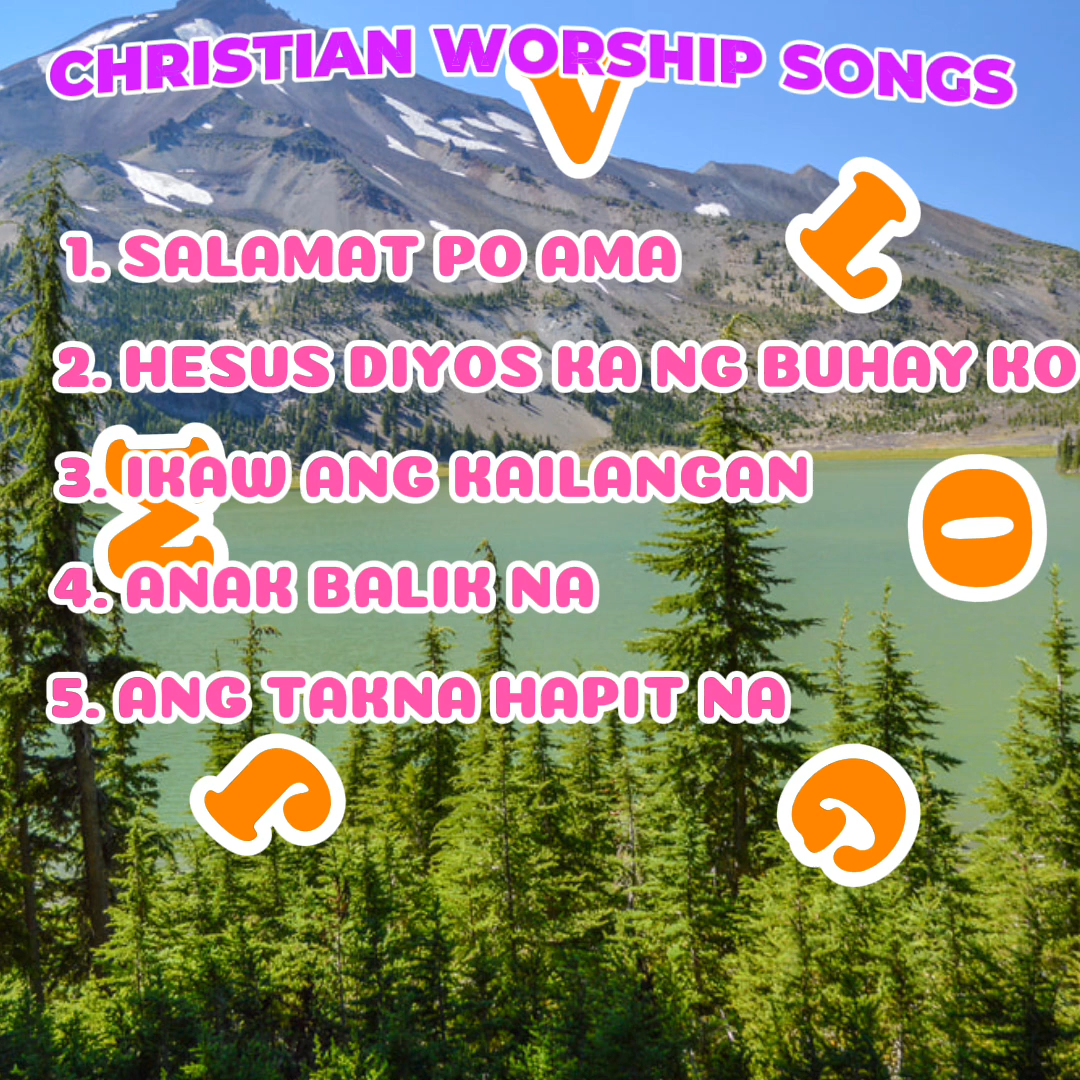 CHRISTIAN WORSHIP SONGS
VLOG
1. SALAMAT PO AMA
2. HESUS DIYOS KA NG BUHAY KO
3. IKAW ANG KAILANGAN
4. ANAK BALIK NA
5. ANG TAKNA HAPIT NA